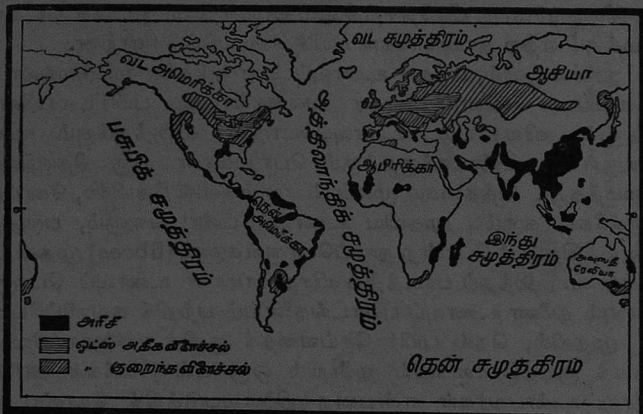 வட சமுத்திரம்
வட அமெரிக்கா
ஆசியா
பசுபிக் சமுத்திரம்
அத்திலாந்திக் சமுத்திரம்
ஆபிரிக்கா
தென்
அமெரிக்கா
இந்து
சமுத்திரம்
அவுஸ்தி
ரேலியா
அரிசி
ஒட்ஸ் அதிகவிளைச்சல்
" குறைந்தவிளைச்சல்
தென் சமுத்திரம்